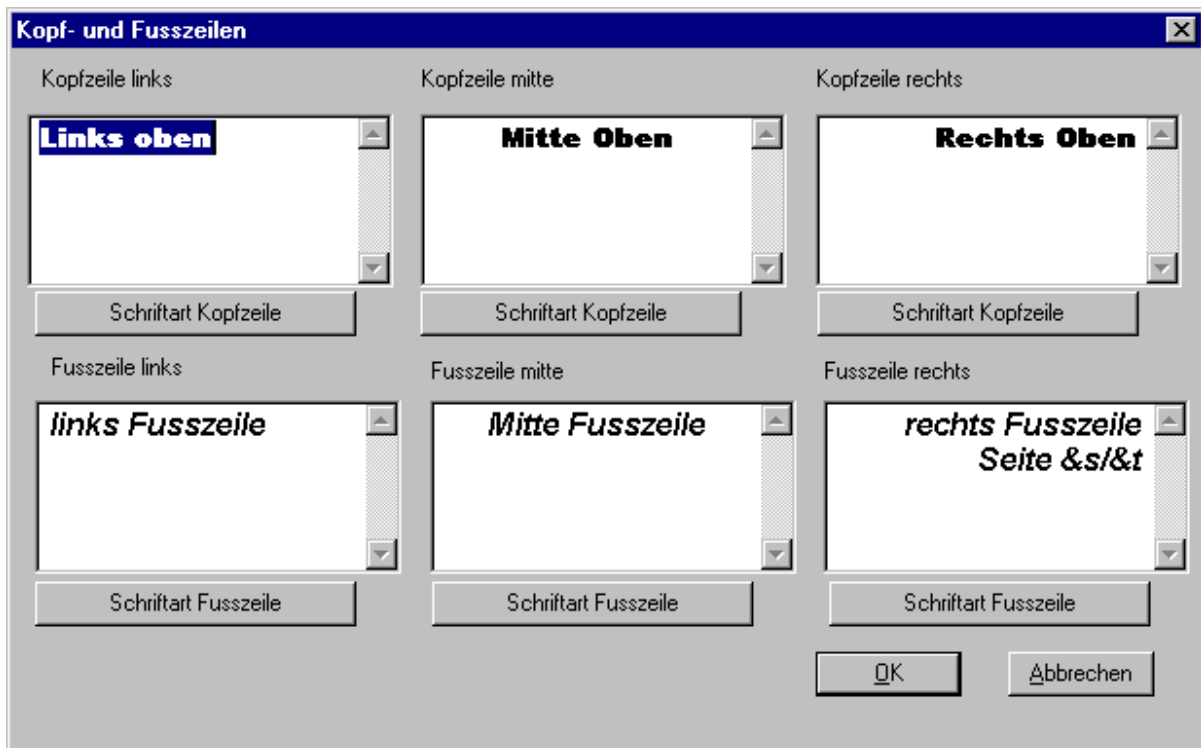 Kopf- und Fusszeilen
Kopfzeile links
Kopfzeile mitte
Kopfzeile rechts
Links oben
Mitte Oben
Rechts Oben
Schriftart Kopfzeile
Schriftart Kopfzeile
Schriftart Kopfzeile
Fusszeile links
Fusszeile mitte
Fusszeile rechts
links Fusszeile
Mitte Fusszeile
rechts Fusszeile
Seite &s/&t
Schriftart Fusszeile
Schriftart Fusszeile
Schriftart Fusszeile
OK
Abbrechen